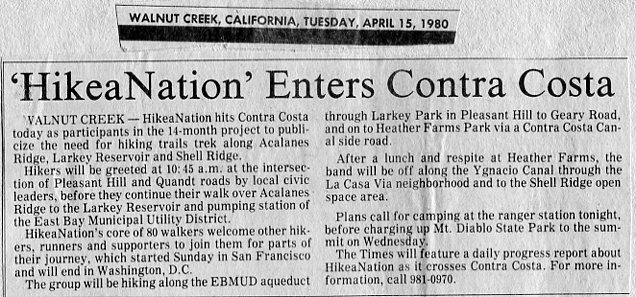 WALNUT CREEK, CALIFORNIA, TUESDAY, APRIL 15, 1980
'HikeaNation' Enters Contra Costa
WALNUT CREEK — HikeaNation hits Contra Costa
today as participants in the 14-month project to publi-
cize the need for hiking trails trek along Acalanes
Ridge, Larkey Reservoir and Shell Ridge.
Hikers will be greeted at 10:45 a.m. at the intersec-
tion of Pleasant Hill and Quandt roads by local civic
leaders, before they continue their walk over Acalanes
Ridge to the Larkey Reservoir and pumping station of
the East Bay Municipal Utility District.
HikeaNation's core of 80 walkers welcome other hik-
ers, runners and supporters to join them for parts of
their journey, which started Sunday in San Francisco
and will end in Washington, D.C.
The group will be hiking along the EBMUD aqueduct
through Larkey Park in Pleasant Hill to Geary Road,
and on to Heather Farms Park via a Contra Costa Can-
al side road.
After a lunch and respite at Heather Farms, the
band will be off along the Ygnacio Canal through the
La Casa Via neighborhood and to the Shell Ridge open
space area.
Plans call for camping at the ranger station tonight,
before charging up Mt. Diablo State Park to the sum-
mit on Wednesday.
The Times will feature a daily progress report about
HikeaNation as it crosses Contra Costa. For more in-
formation, call 981-0970.